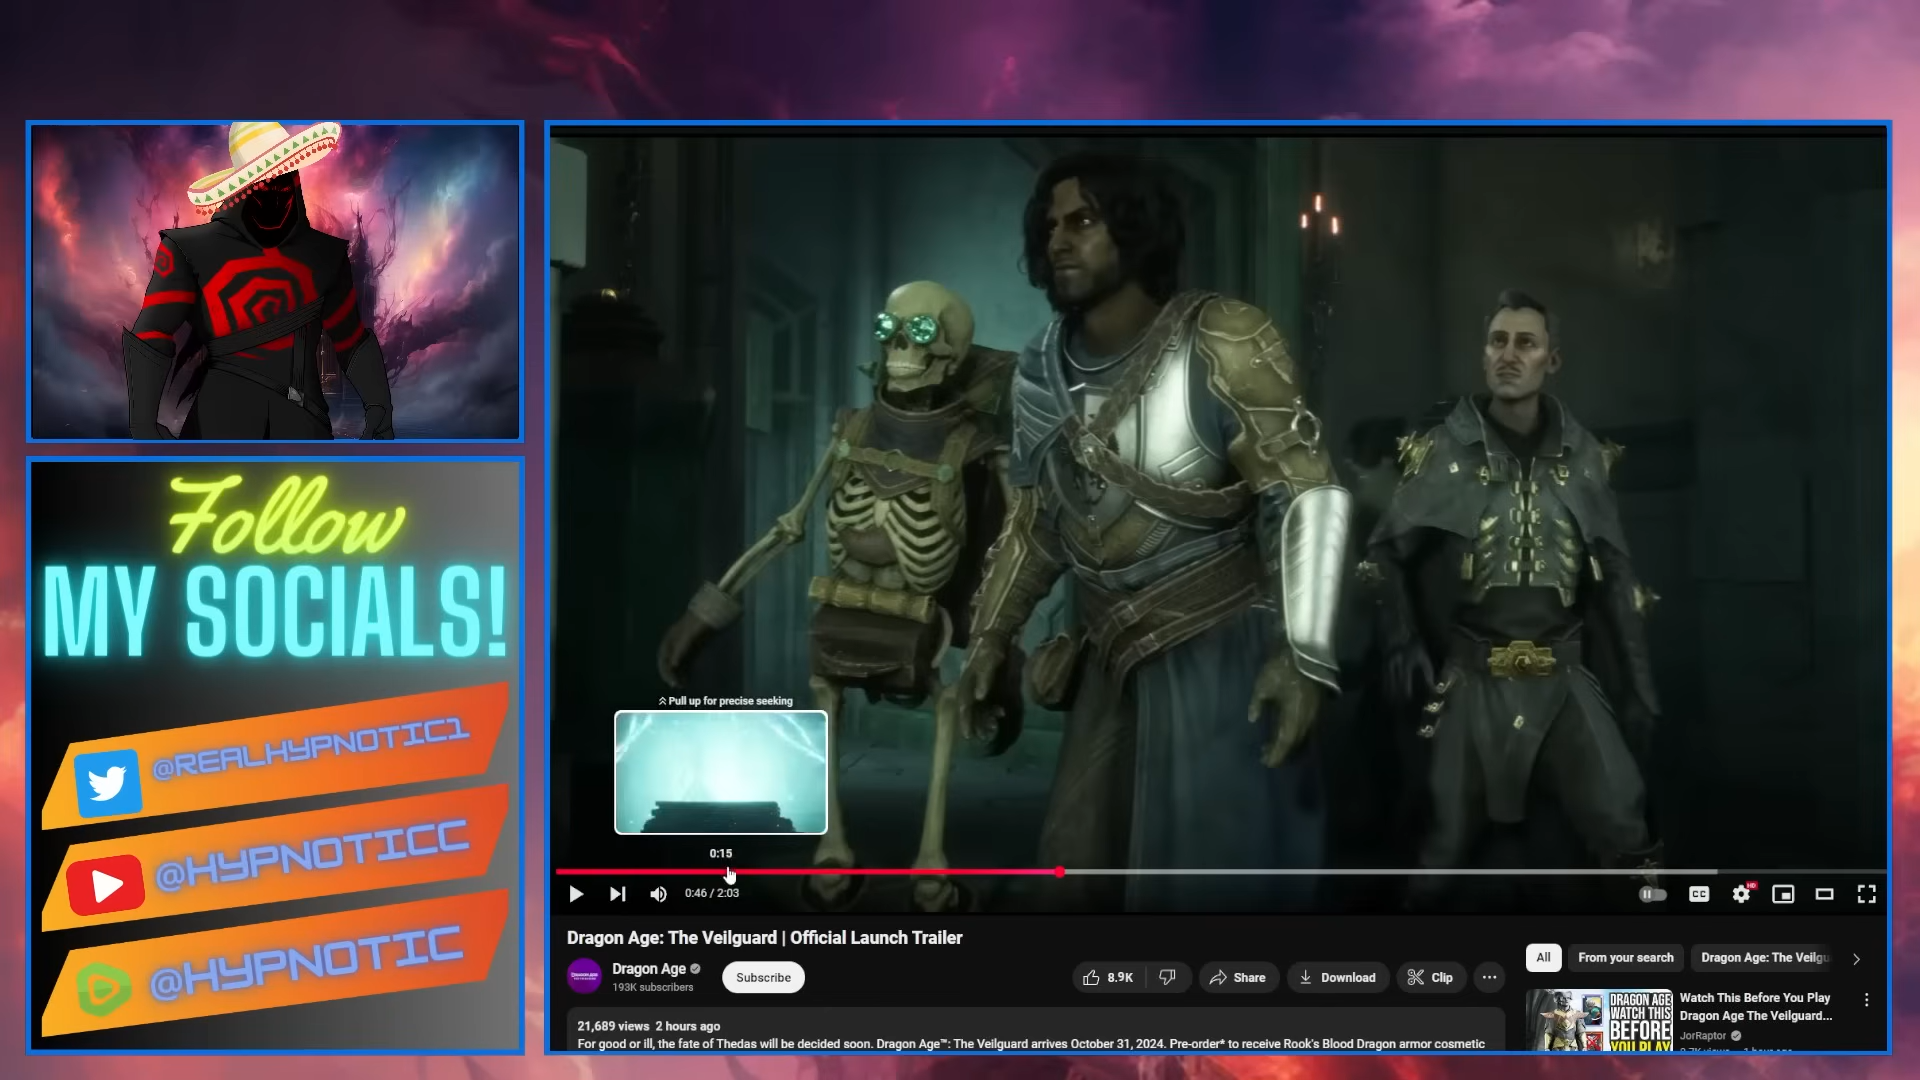 Follow
MY SOCIALS!
@REALHYPNOTIC1
@HYPNOTICC
@HYPNOTIC
Pull up for precise seeking
0:15
0:46 / 2:03
CC
HD
Dragon Age: The Veilguard | Official Launch Trailer
Dragon Age
193K subscribers
Subscribe
8.9K
Share
Download
Clip
21,689 views 2 hours ago
For good or ill, the fate of Thedas will be decided soon. Dragon Age™: The Veilguard arrives October 31, 2024. Pre-order* to receive Rook's Blood Dragon armor cosmetic
All
From your search
Dragon Age: The Veilgu
DRAGON AGE
WATCH THIS
BEFORE
YOU PLAY
Watch This Before You Play
Dragon Age The Veilguard...
JorRaptor